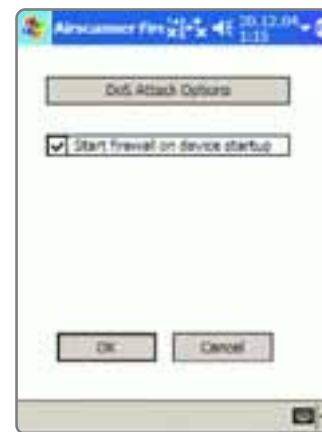 Airscanner Fire 20.12.04
1:15
DoS Attack Options
Start firewall on device startup
OK Cancel